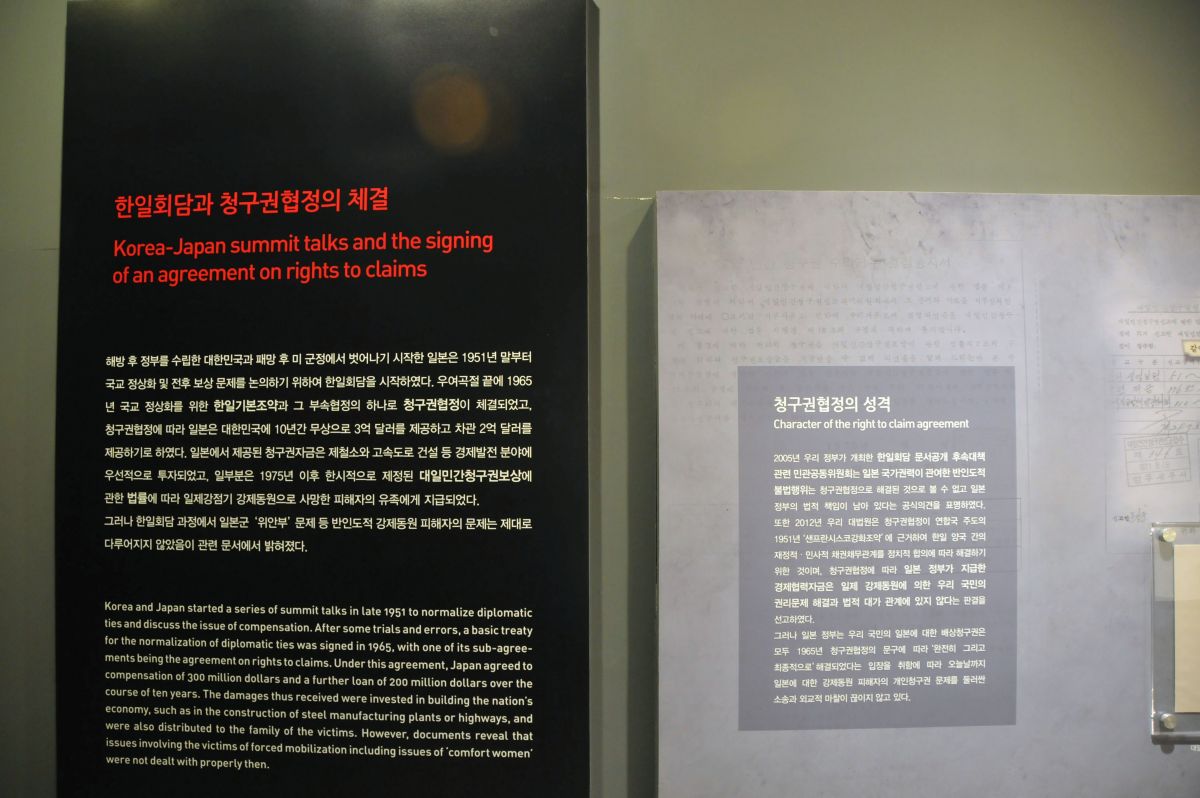 한일회담과 청구권협정의 체결
Korea-Japan summit talks and the signing
of an agreement on rights to claims
해방 후 정부를 수립한 대한민국과 패망 후 미 군정에서 벗어나기 시작한 일본은 1951년 말부터
국교 정상화 및 전후 보상 문제를 논의하기 위하여 한일회담을 시작하였다. 우여곡절 끝에 1965
년 국교 정상화를 위한 한일기본조약과 그 부속협정의 하나로 청구권협정이 체결되었고,
청구권협정에 따라 일본은 대한민국에 10년간 무상으로 3억 달러를 제공하고 차관 2억 달러를
제공하기로 하였다. 일본에서 제공된 청구권자금은 제철소와 고속도로 건설 등 경제발전 분야에
우선적으로 투자되었고, 일부분은 1975년 이후 한시적으로 제정된 대일민간청구권보상에
관한 법률에 따라 일제강점기 강제동원으로 사망한 피해자의 유족에게 지급되었다.
그러나 한일회담 과정에서 일본군 ‘위안부’ 문제 등 반인도적 강제동원 피해자의 문제는 제대로
다루어지지 않았음이 관련 문서에서 밝혀졌다.
Korea and Japan started a series of summit talks in late 1951 to normalize diplomatic
ties and discuss the issue of compensation. After some trials and errors, a basic treaty
for the normalization of diplomatic ties was signed in 1965, with one of its sub-agree-
ments being the agreement on rights to claims. Under this agreement, Japan agreed to
compensation of 300 million dollars and a further loan of 200 million dollars over the
course of ten years. The damages thus received were invested in building the nation's
economy, such as in the construction of steel manufacturing plants or highways, and
were also distributed to the family of the victims. However, documents reveal that
issues involving the victims of forced mobilization including issues of ‘comfort women’
were not dealt with properly then.
청구권협정의 성격
Character of the right to claim agreement
2005년 우리 정부가 개최한 한일회담 문서공개 후속대책
관련 민관공동위원회는 일본 국가권력이 관여한 반인도적
불법행위는 청구권협정으로 해결된 것으로 볼 수 없고 일본
정부의 법적 책임이 남아 있다는 공식의견을 표명하였다.
또한 2012년 우리 대법원은 청구권협정이 연합국 주도의
1951년 ‘샌프란시스코강화조약’에 근거하여 한일 양국 간의
재정적·민사적 채권채무관계를 정치적 합의에 따라 해결하기
위한 것이며, 청구권협정에 따라 일본 정부가 지급한
경제협력자금은 일제 강제동원에 의한 우리 국민의
권리문제 해결과 법적 대가 관계에 있지 않다는 판결을
선고하였다.
그러나 일본 정부는 우리 국민의 일본에 대한 배상청구권은
모두 1965년 청구권협정의 문구에 따라 ‘완전히 그리고
최종적으로’ 해결되었다는 입장을 취함에 따라 오늘날까지
일본에 대한 강제동원 피해자의 개인청구권 문제를 둘러싼
소송과 외교적 마찰이 끊이지 않고 있다.